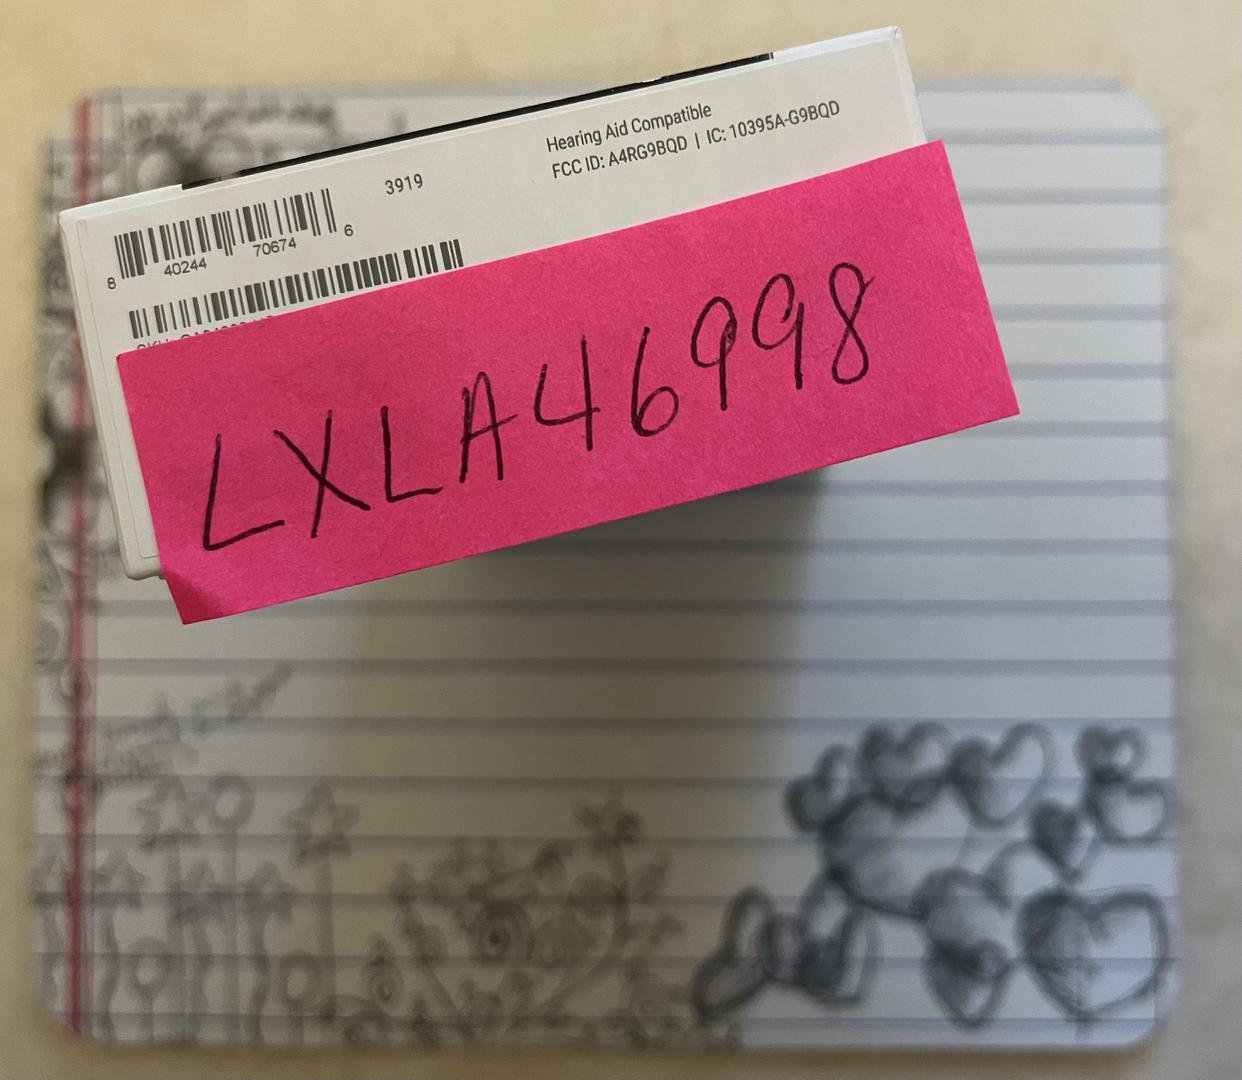 Hearing Aid Compatible
FCC ID: A4RG9BQD | IC: 10395A-G9BQD
3919
8 40244 70674 6
LXLA46998